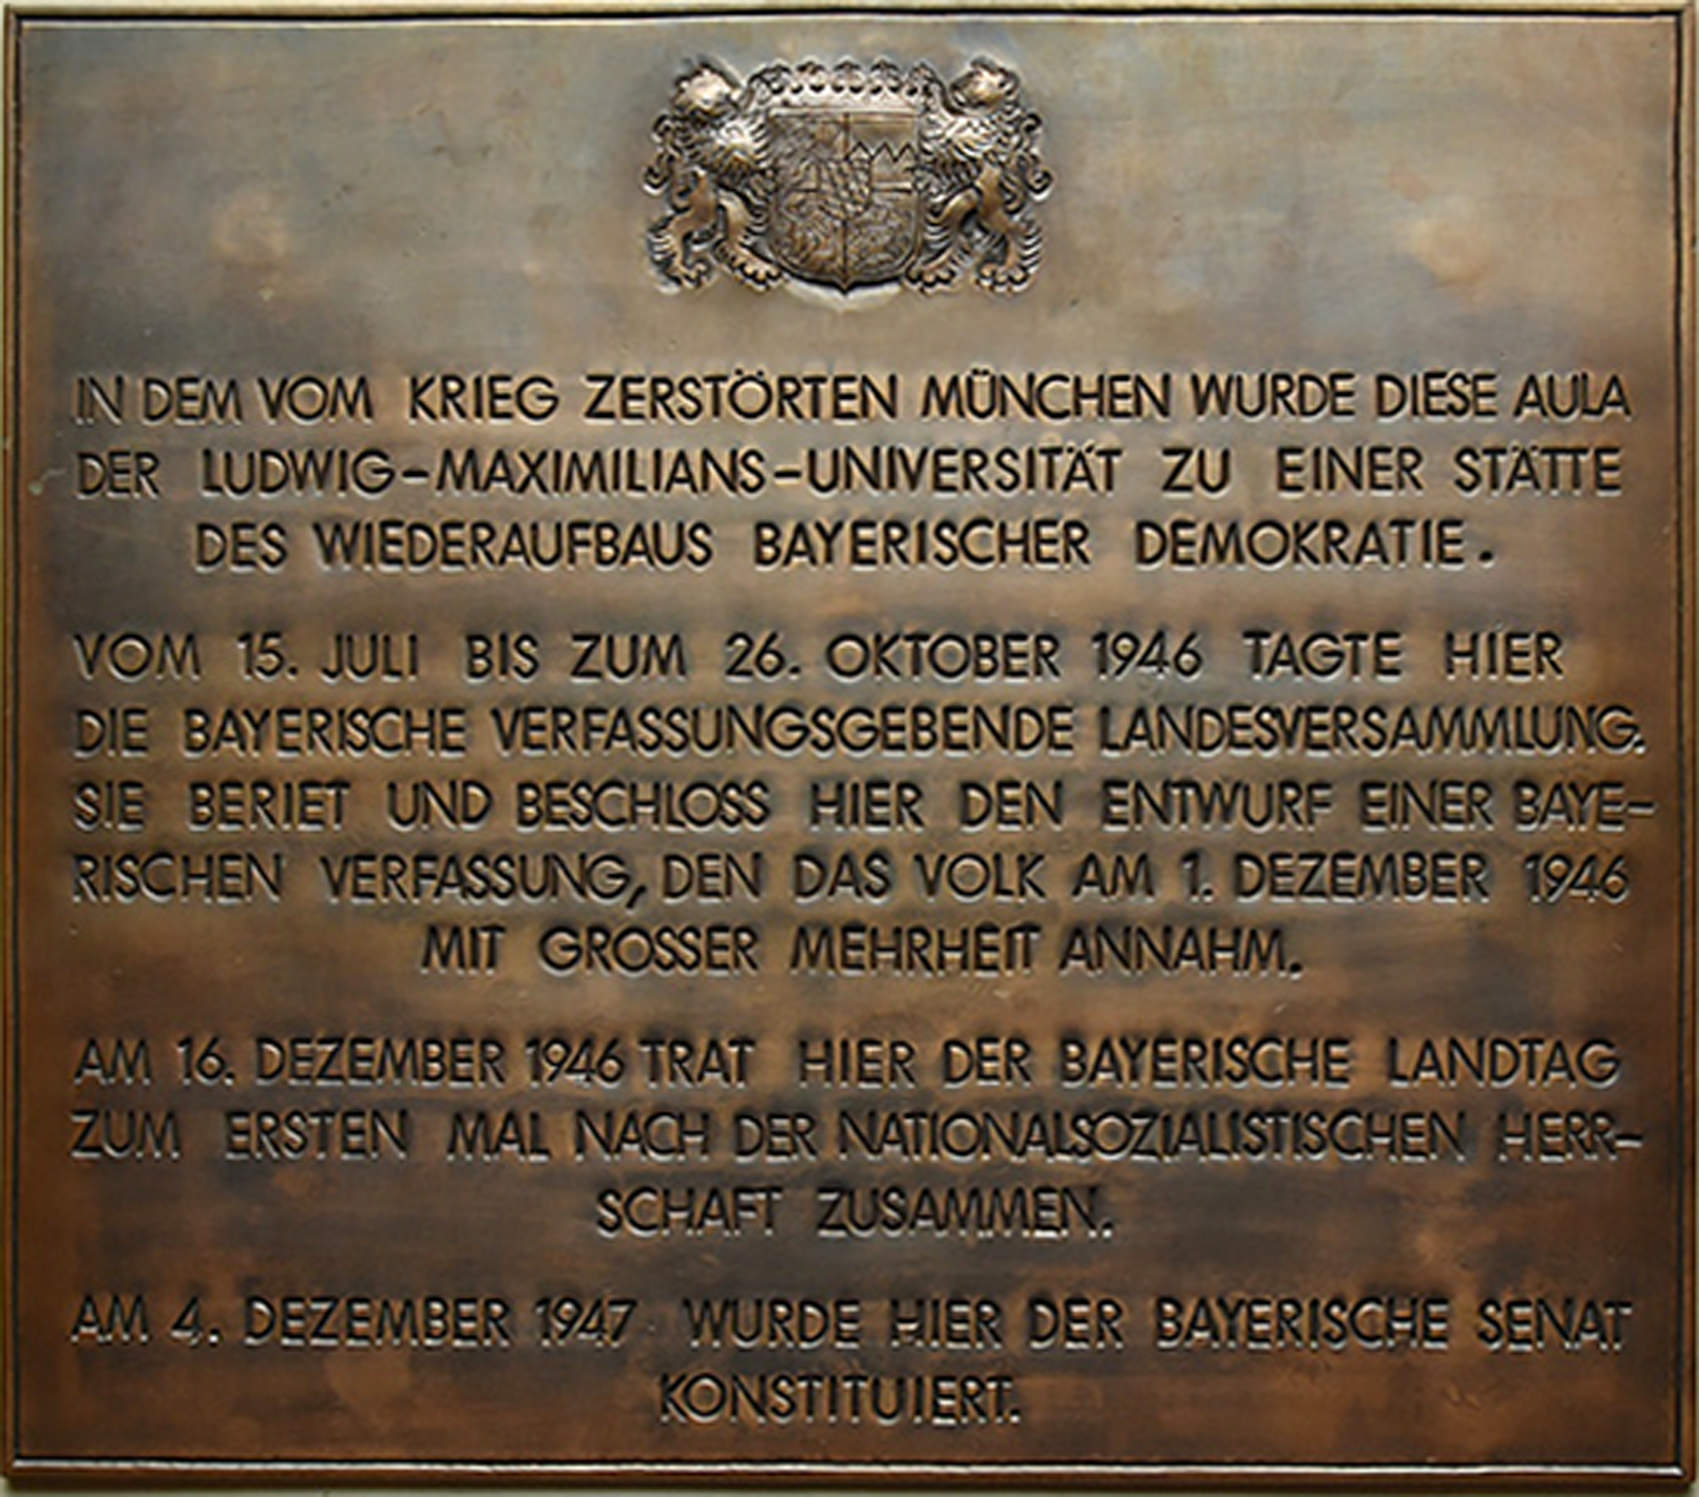 IN DEM VOM KRIEG ZERSTÖRTEN MÜNCHEN WURDE DIESE AULA
DER LUDWIG-MAXIMILIANS-UNIVERSITÄT ZU EINER STÄTTE
DES WIEDERAUFBAUS BAYERISCHER DEMOKRATIE.
VOM 15. JULI BIS ZUM 26. OKTOBER 1946 TAGTE HIER
DIE BAYERISCHE VERFASSUNGSGEBENDE LANDESVERSAMMLUNG.
SIE BERIET UND BESCHLOSS HIER DEN ENTWURF EINER BAYE-
RISCHEN VERFASSUNG, DEN DAS VOLK AM 1. DEZEMBER 1946
MIT GROSSER MEHRHEIT ANNAHM.
AM 16. DEZEMBER 1946 TRAT HIER DER BAYERISCHE LANDTAG
ZUM ERSTEN MAL NACH DER NATIONALSOZIALISTISCHEN HERR-
SCHAFT ZUSAMMEN.
AM 4. DEZEMBER 1947 WURDE HIER DER BAYERISCHE SENAT
KONSTITUIERT.